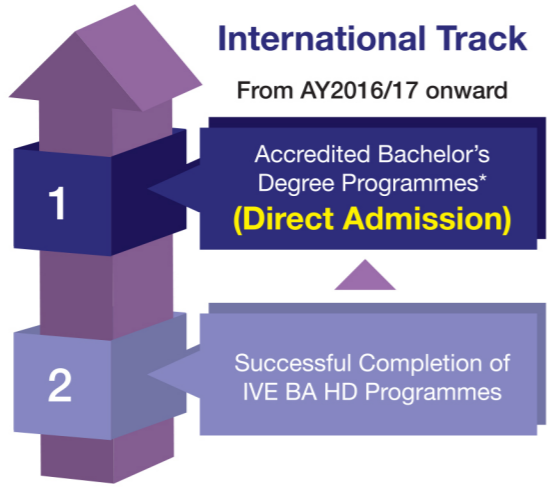 International Track
From AY2016/17 onward
1
Accredited Bachelor's
Degree Programmes*
(Direct Admission)
2
Successful Completion of
IVE BA HD Programmes